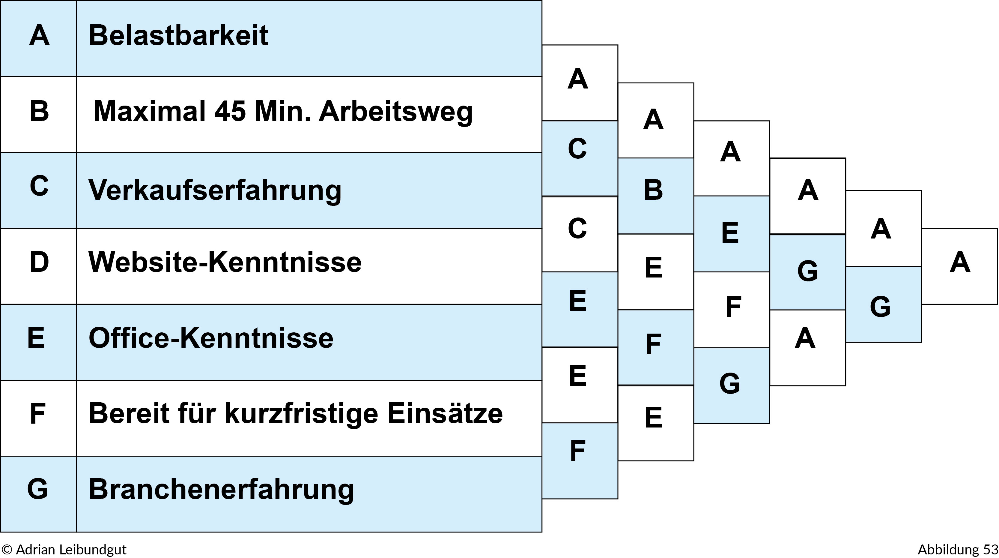 A Belastbarkeit
A
B Maximal 45 Min. Arbeitsweg
A
A
C
A
C Verkaufserfahrung
B
A
C
E
A
D Website-Kenntnisse
E
G
A
E
F
G
E Office-Kenntnisse
F
A
E
G
F Bereit für kurzfristige Einsätze
E
F
G Branchenerfahrung
© Adrian Leibundgut
Abbildung 53